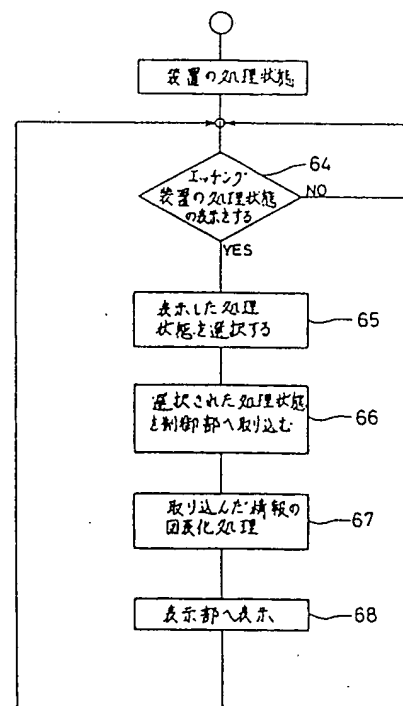 装置の処理状態
64
エッチング
装置の処理状態
の表示をする
NO
YES
表示した処理
状態を選択する
65
選択された処理状態
を制御部へ取り込む
66
取り込んだ情報の
図表化処理
67
表示部へ表示
68